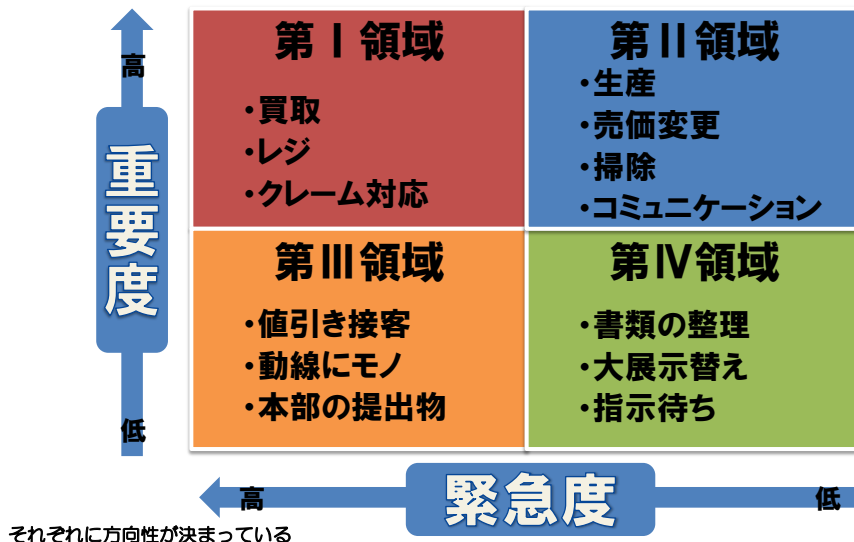 高
重要度
低
第Ⅰ領域
・買取
・レジ
・クレーム対応
第Ⅱ領域
・生産
・売価変更
・掃除
・コミュニケーション
第Ⅲ領域
・値引き接客
・動線にモノ
・本部の提出物
第Ⅳ領域
・書類の整理
・大展示替え
・指示待ち
高
緊急度
低
それぞれに方向性が決まっている